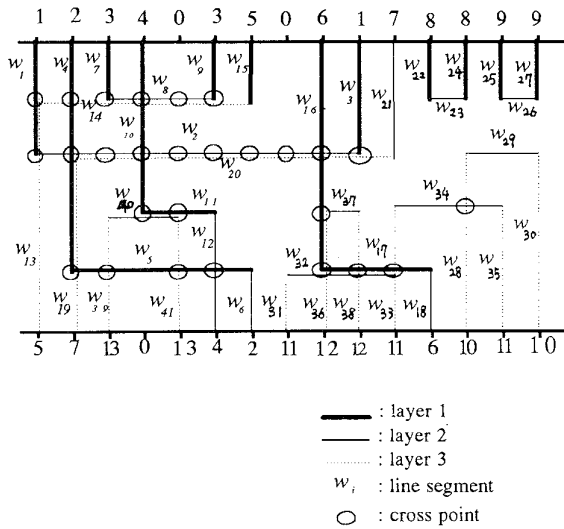 1 2 3 4 0 3 5 0 6 1 7 8 8 9 9
w1 w4 w7 w9 w15 w22 w24 w25 w27
w8 w16 w3 w21 w23 w26
w14
w10 w2 w29
w20
w11 w37 w34
w12
w13 w5 w32 w17 w28 w35 w30
w19 w39 w41 w6 w31 w36 w38 w33 w18
5 7 13 0 13 4 2 11 12 12 11 6 10 11 10
: layer 1
: layer 2
: layer 3
wi : line segment
: cross point